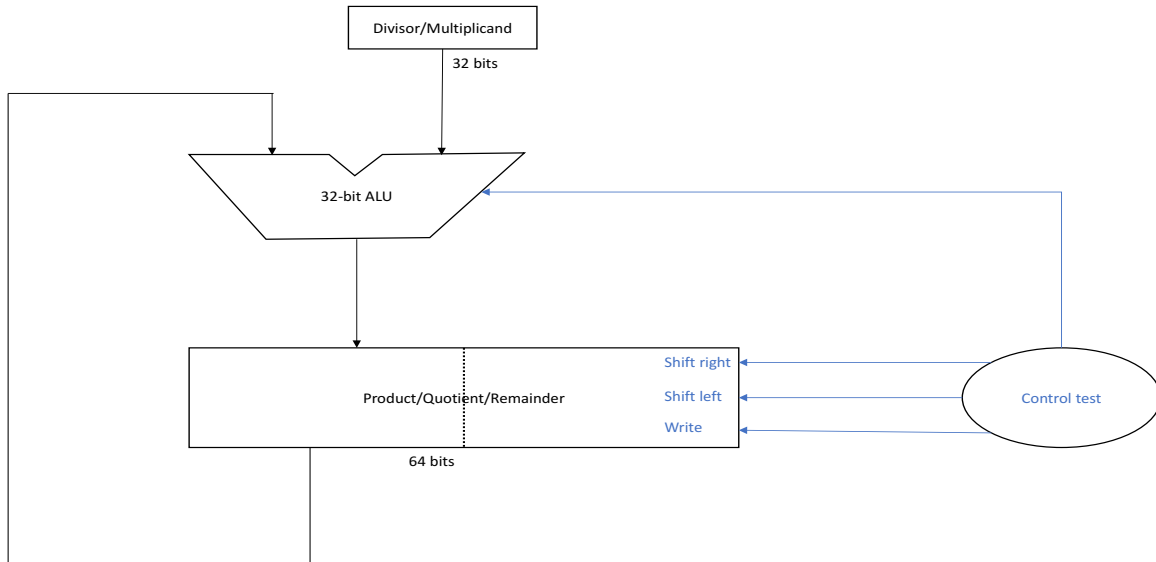 Divisor/Multiplicand
32 bits
32-bit ALU
Shift right
Product/Quotient/Remainder
Shift left
Control test
Write
64 bits